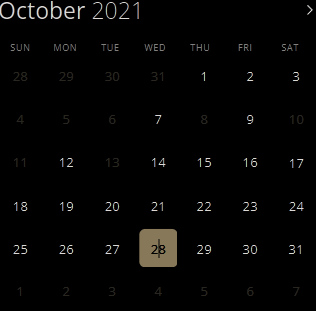 October 2021
SUN MON TUE WED THU FRI SAT
28 29 30 31 1 2 3
4 5 6 7 8 9 10
11 12 13 14 15 16 17
18 19 20 21 22 23 24
25 26 27 28 29 30 31
1 2 3 4 5 6 7